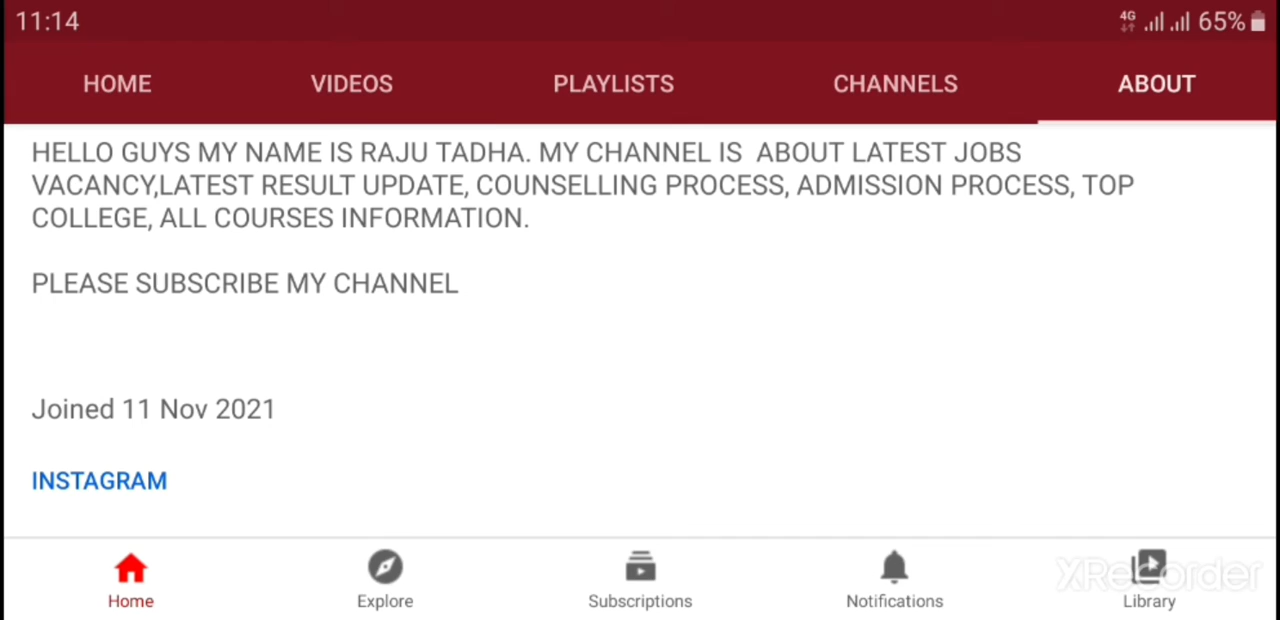 11:14
4G 65%
HOME VIDEOS PLAYLISTS CHANNELS ABOUT
HELLO GUYS MY NAME IS RAJU TADHA. MY CHANNEL IS  ABOUT LATEST JOBS
VACANCY,LATEST RESULT UPDATE, COUNSELLING PROCESS, ADMISSION PROCESS, TOP
COLLEGE, ALL COURSES INFORMATION.
PLEASE SUBSCRIBE MY CHANNEL
Joined 11 Nov 2021
INSTAGRAM
XRecorder
Home Explore Subscriptions Notifications Library